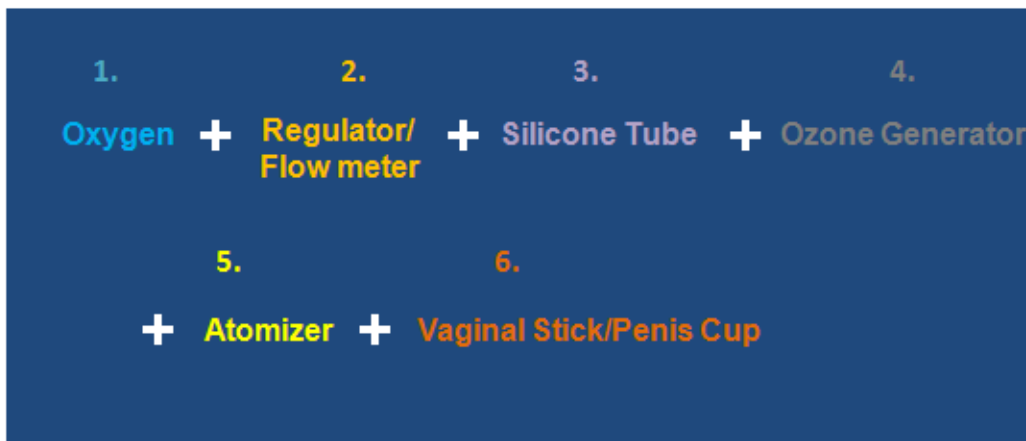 1. 2. 3. 4.
Oxygen + Regulator/ Flow meter + Silicone Tube + Ozone Generator
5. 6.
+ Atomizer + Vaginal Stick/Penis Cup